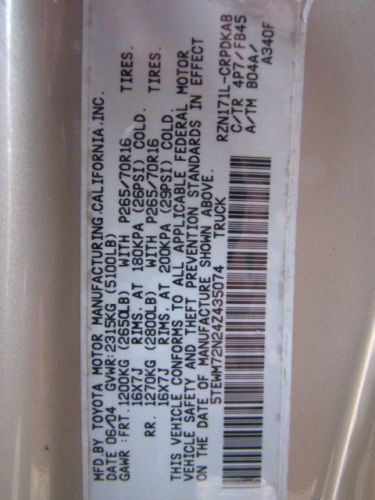 MFD BY TOYOTA MOTOR MANUFACTURING.CALIFORNIA.INC.
DATE 06/04 GVWR:2315KG (5100LB)
GAWR : FRT.1200KG (2650LB) WITH P265/70R16 TIRES.
16X7J RIMS. AT 180KPA (26PSI) COLD.
RR. 1270KG (2800LB) WITH P265/70R16 TIRES.
16X7J RIMS. AT 200KPA (29PSI) COLD.
THIS VEHICLE CONFORMS TO ALL APPLICABLE FEDERAL MOTOR
VEHICLE SAFETY AND THEFT PREVENTION STANDARDS IN EFFECT
ON THE DATE OF MANUFACTURE SHOWN ABOVE.
5TEWM72N24Z435074 TRUCK
RZN171L-CRPDKAB
C/TR 4P7/FB45
A/TM B04A/
A340F